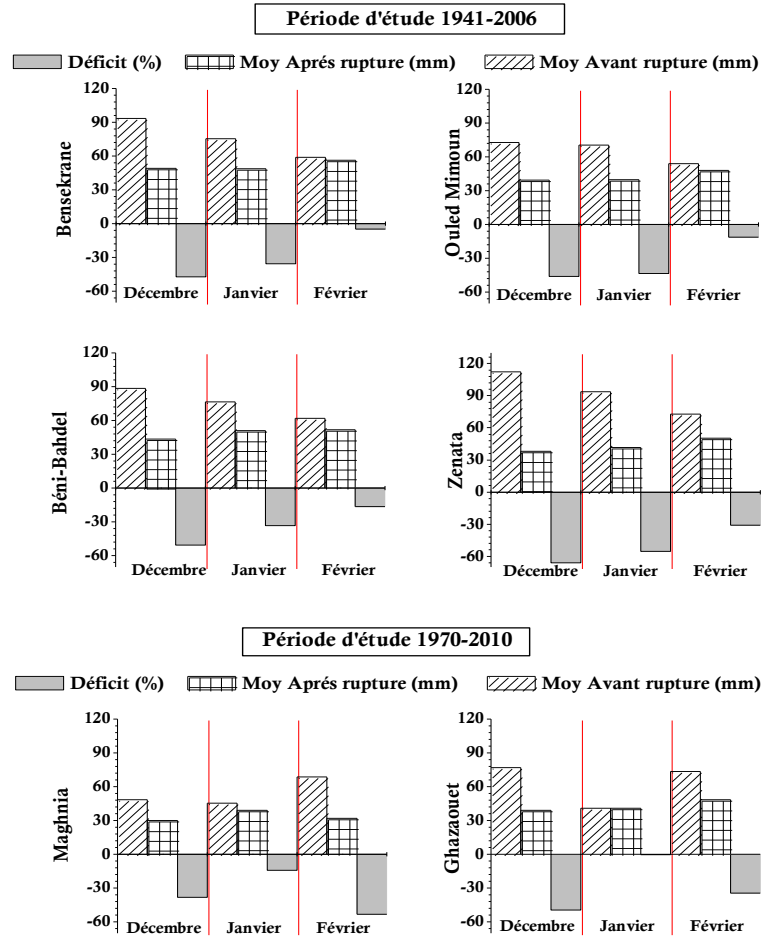 Période d'étude 1941-2006
Déficit (%) Moy Aprés rupture (mm) Moy Avant rupture (mm)
Bensekrane
120
90
60
30
0
-30
-60
Décembre Janvier Février
Ouled Mimoun
120
90
60
30
0
-30
-60
Décembre Janvier Février
Béni-Bahdel
120
90
60
30
0
-30
-60
Décembre Janvier Février
Zenata
120
90
60
30
0
-30
-60
Décembre Janvier Février
Période d'étude 1970-2010
Déficit (%) Moy Aprés rupture (mm) Moy Avant rupture (mm)
Maghnia
120
90
60
30
0
-30
-60
Décembre Janvier Février
Ghazaouet
120
90
60
30
0
-30
-60
Décembre Janvier Février